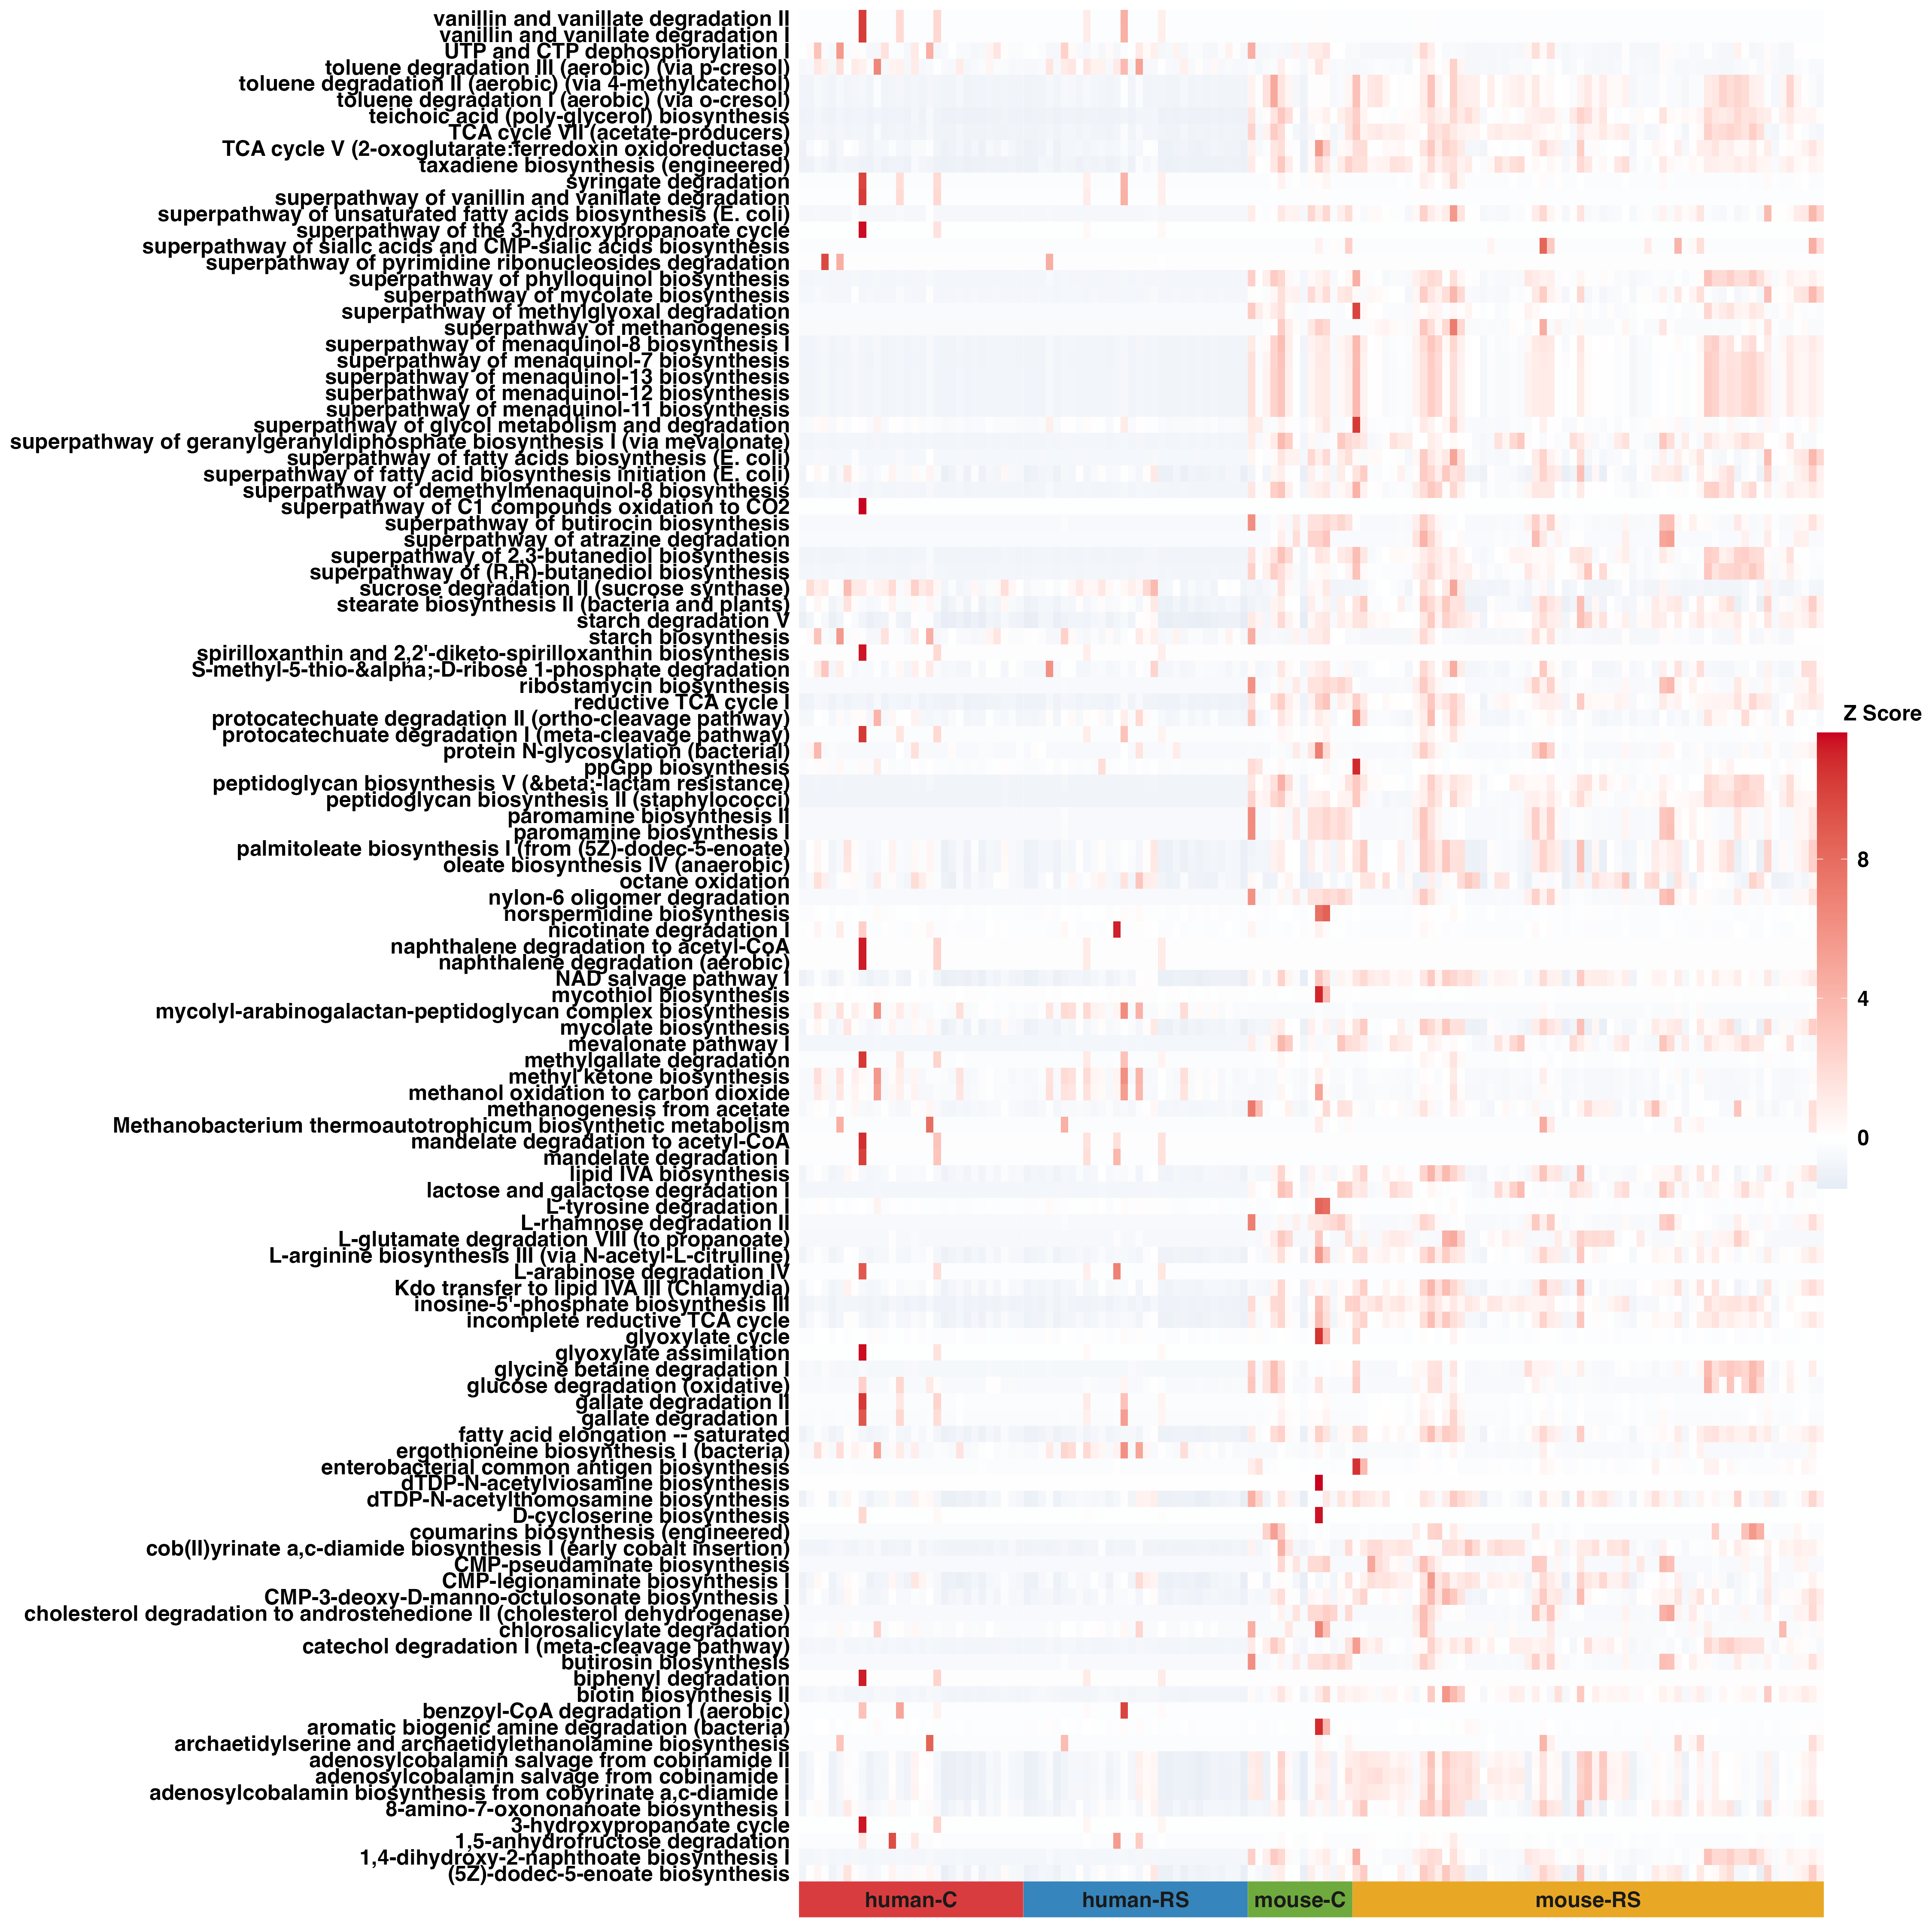 vanillin and vanillate degradation II
vanillin and vanillate degradation I
UTP and CTP dephosphorylation I
toluene degradation III (aerobic) (via p-cresol)
toluene degradation II (aerobic) (via 4-methylcatechol)
toluene degradation I (aerobic) (via o-cresol)
teichoic acid (poly-glycerol) biosynthesis
TCA cycle VII (acetate-producers)
TCA cycle V (2-oxoglutarate:ferredoxin oxidoreductase)
taxadiene biosynthesis (engineered)
syringate degradation
superpathway of vanillin and vanillate degradation
superpathway of unsaturated fatty acids biosynthesis (E. coli)
superpathway of the 3-hydroxypropanoate cycle
superpathway of sialic acids and CMP-sialic acids biosynthesis
superpathway of pyrimidine ribonucleosides degradation
superpathway of phylloquinol biosynthesis
superpathway of mycolate biosynthesis
superpathway of methylglyoxal degradation
superpathway of methanogenesis
superpathway of menaquinol-8 biosynthesis I
superpathway of menaquinol-7 biosynthesis
superpathway of menaquinol-13 biosynthesis
superpathway of menaquinol-12 biosynthesis
superpathway of menaquinol-11 biosynthesis
superpathway of glycol metabolism and degradation
superpathway of geranylgeranyldiphosphate biosynthesis I (via mevalonate)
superpathway of fatty acids biosynthesis (E. coli)
superpathway of fatty acid biosynthesis initiation (E. coli)
superpathway of demethylmenaquinol-8 biosynthesis
superpathway of C1 compounds oxidation to CO2
superpathway of butirocin biosynthesis
superpathway of atrazine degradation
superpathway of 2,3-butanediol biosynthesis
superpathway of (R,R)-butanediol biosynthesis
sucrose degradation II (sucrose synthase)
stearate biosynthesis II (bacteria and plants)
starch degradation V
starch biosynthesis
spirilloxanthin and 2,2'-diketo-spirilloxanthin biosynthesis
S-methyl-5-thio-&alpha;-D-ribose 1-phosphate degradation
ribostamycin biosynthesis
reductive TCA cycle I
protocatechuate degradation II (ortho-cleavage pathway)
protocatechuate degradation I (meta-cleavage pathway)
protein N-glycosylation (bacterial)
ppGpp biosynthesis
peptidoglycan biosynthesis V (&beta;-lactam resistance)
peptidoglycan biosynthesis II (staphylococci)
paromamine biosynthesis II
paromamine biosynthesis I
palmitoleate biosynthesis I (from (5Z)-dodec-5-enoate)
oleate biosynthesis IV (anaerobic)
octane oxidation
nylon-6 oligomer degradation
norspermidine biosynthesis
nicotinate degradation I
naphthalene degradation to acetyl-CoA
naphthalene degradation (aerobic)
NAD salvage pathway I
mycothiol biosynthesis
mycolyl-arabinogalactan-peptidoglycan complex biosynthesis
mycolate biosynthesis
mevalonate pathway I
methylgallate degradation
methyl ketone biosynthesis
methanol oxidation to carbon dioxide
methanogenesis from acetate
Methanobacterium thermoautotrophicum biosynthetic metabolism
mandelate degradation to acetyl-CoA
mandelate degradation I
lipid IVA biosynthesis
lactose and galactose degradation I
L-tyrosine degradation I
L-rhamnose degradation II
L-glutamate degradation VIII (to propanoate)
L-arginine biosynthesis III (via N-acetyl-L-citrulline)
L-arabinose degradation IV
Kdo transfer to lipid IVA III (Chlamydia)
inosine-5'-phosphate biosynthesis III
incomplete reductive TCA cycle
glyoxylate cycle
glyoxylate assimilation
glycine betaine degradation I
glucose degradation (oxidative)
gallate degradation II
gallate degradation I
fatty acid elongation -- saturated
ergothioneine biosynthesis I (bacteria)
enterobacterial common antigen biosynthesis
dTDP-N-acetylviosamine biosynthesis
dTDP-N-acetylthomosamine biosynthesis
D-cycloserine biosynthesis
coumarins biosynthesis (engineered)
cob(II)yrinate a,c-diamide biosynthesis I (early cobalt insertion)
CMP-pseudaminate biosynthesis
CMP-legionaminate biosynthesis I
CMP-3-deoxy-D-manno-octulosonate biosynthesis I
cholesterol degradation to androstenedione II (cholesterol dehydrogenase)
chlorosalicylate degradation
catechol degradation I (meta-cleavage pathway)
butirosin biosynthesis
biphenyl degradation
biotin biosynthesis II
benzoyl-CoA degradation I (aerobic)
aromatic biogenic amine degradation (bacteria)
archaetidylserine and archaetidylethanolamine biosynthesis
adenosylcobalamin salvage from cobinamide II
adenosylcobalamin salvage from cobinamide I
adenosylcobalamin biosynthesis from cobyrinate a,c-diamide I
8-amino-7-oxononanoate biosynthesis I
3-hydroxypropanoate cycle
1,5-anhydrofructose degradation
1,4-dihydroxy-2-naphthoate biosynthesis I
(5Z)-dodec-5-enoate biosynthesis
human-C human-RS mouse-C mouse-RS
Z Score
8
4
0